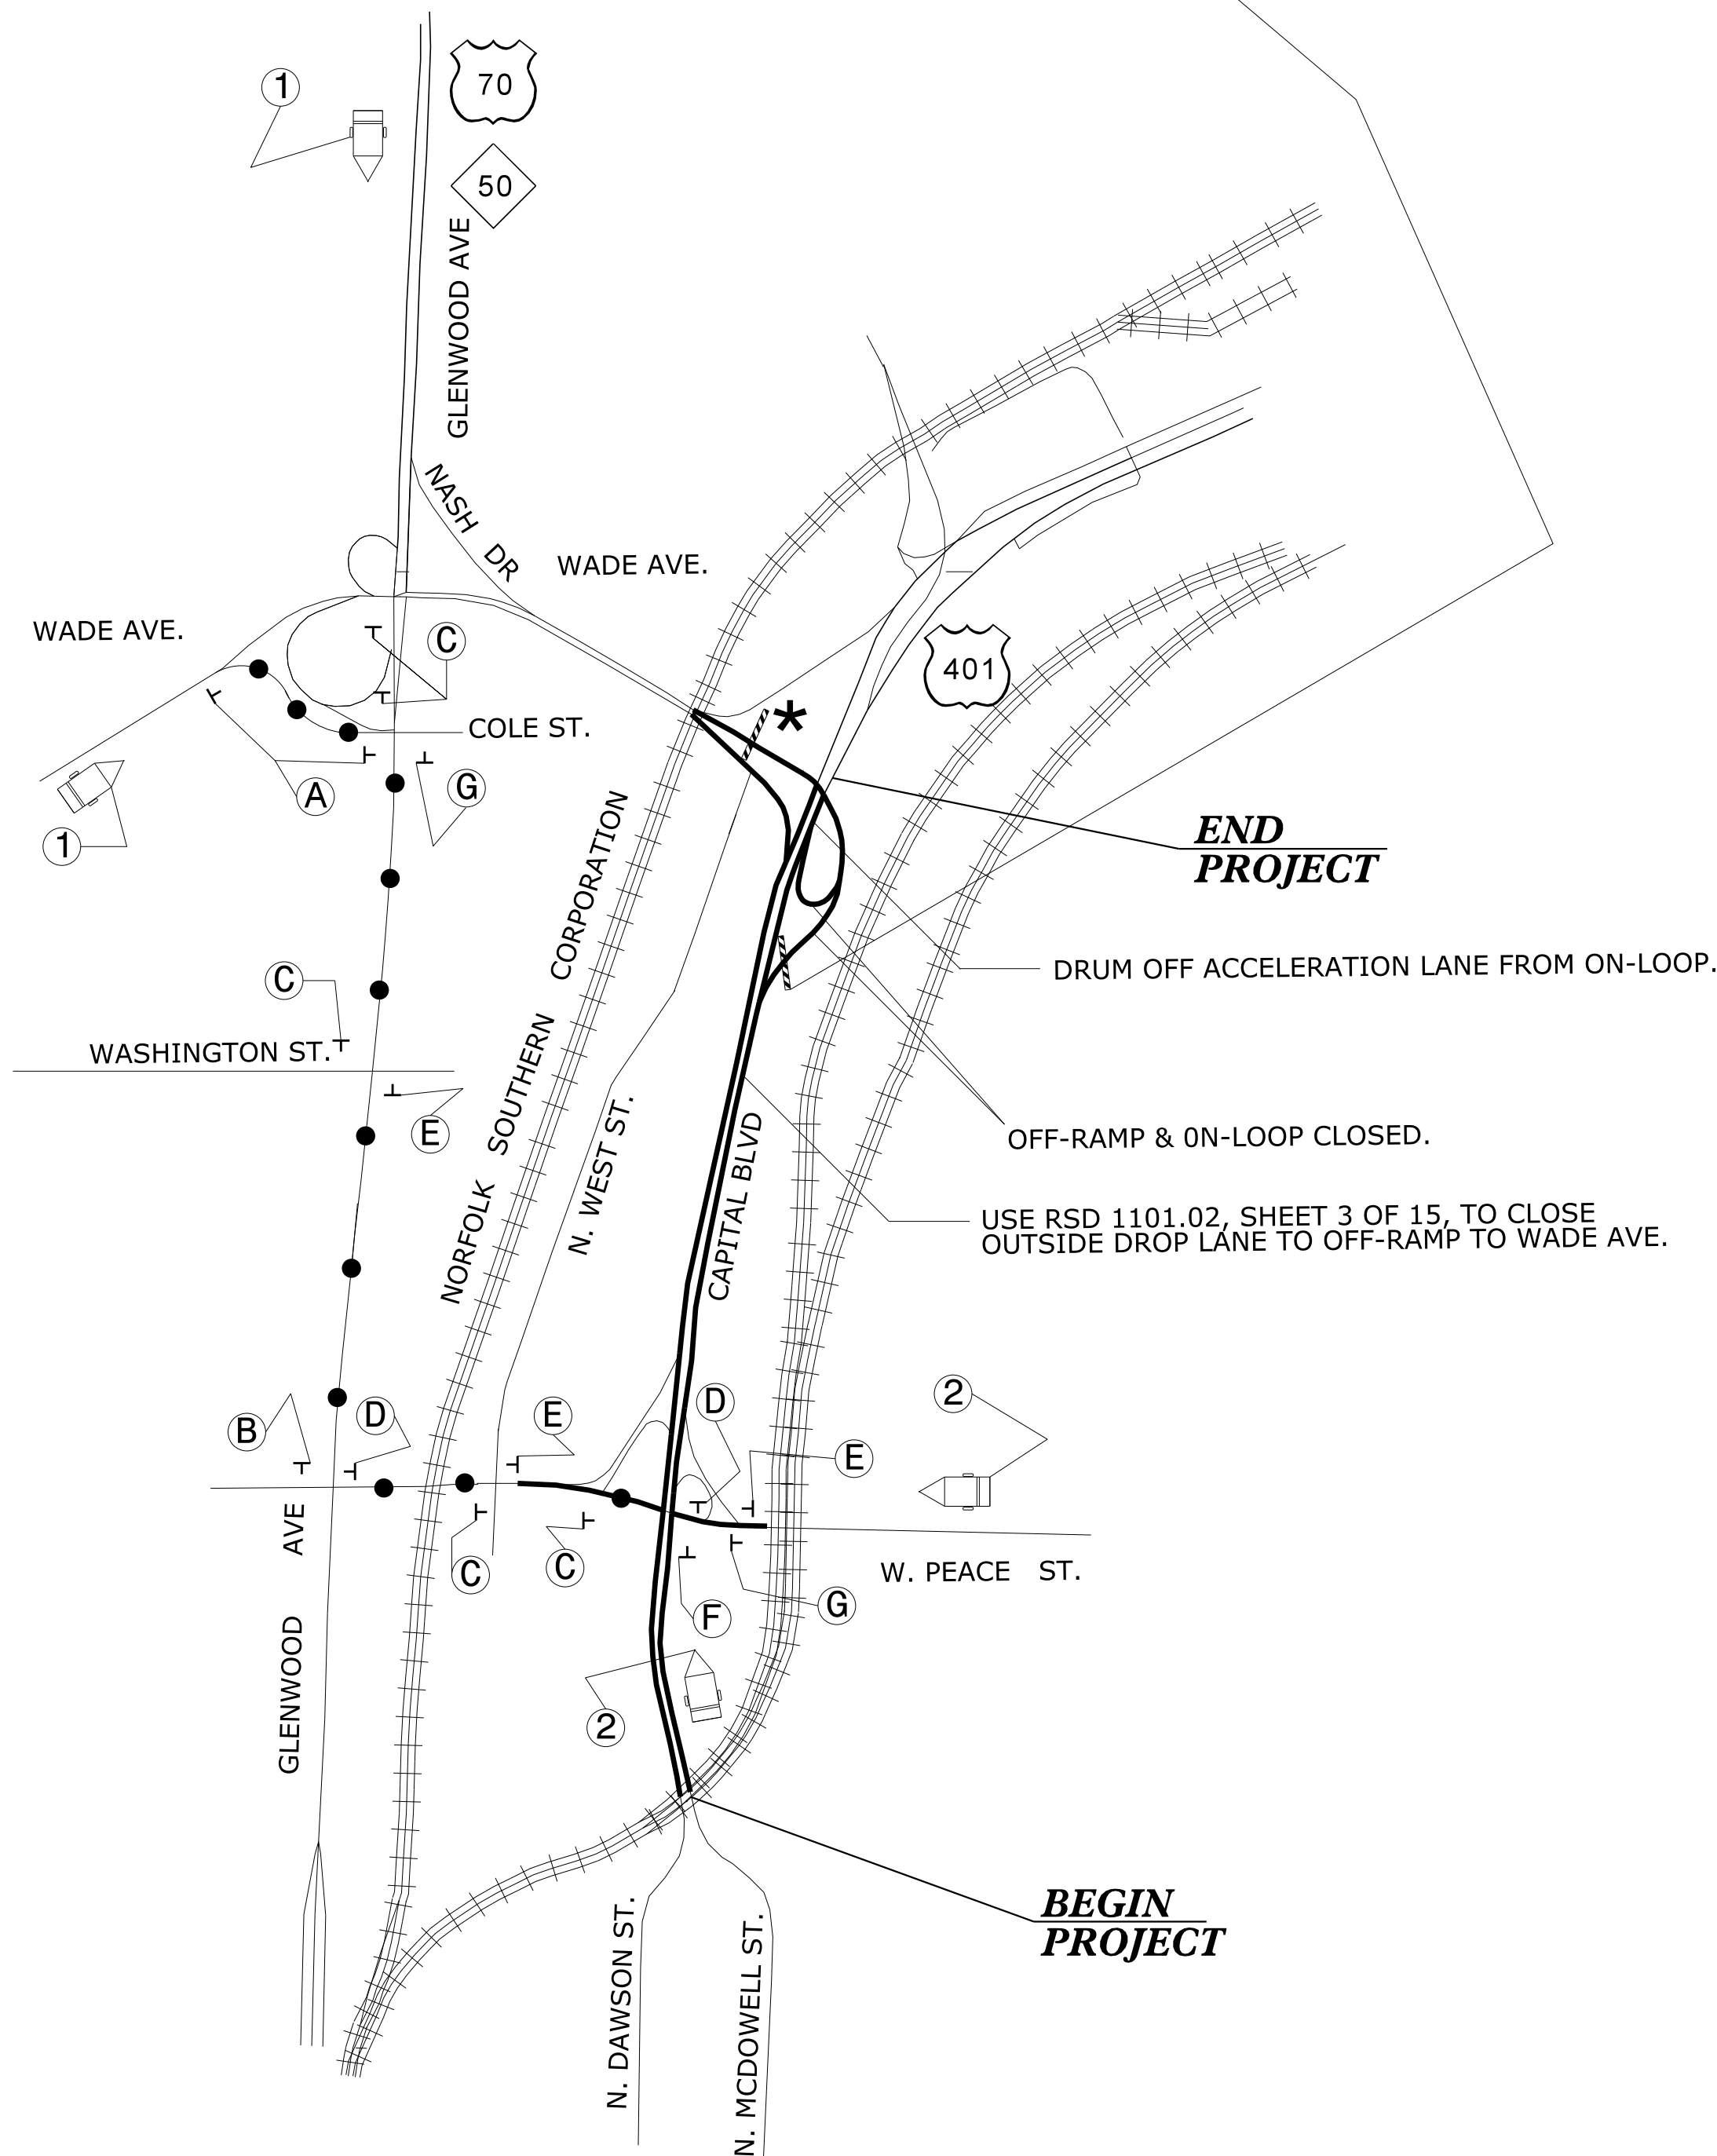 1
70
50
GLENWOOD AVE
NASH DR
WADE AVE.
WADE AVE.
C
401
*
COLE ST.
A
G
1
END
PROJECT
NORFOLK SOUTHERN CORPORATION
DRUM OFF ACCELERATION LANE FROM ON-LOOP.
C
WASHINGTON ST.
E
N. WEST ST.
CAPITAL BLVD
OFF-RAMP & 0N-LOOP CLOSED.
USE RSD 1101.02, SHEET 3 OF 15, TO CLOSE
OUTSIDE DROP LANE TO OFF-RAMP TO WADE AVE.
B
D
E
D
E
2
GLENWOOD AVE
C
C
W. PEACE ST.
F
G
2
BEGIN
PROJECT
N. DAWSON ST.
N. MCDOWELL ST.